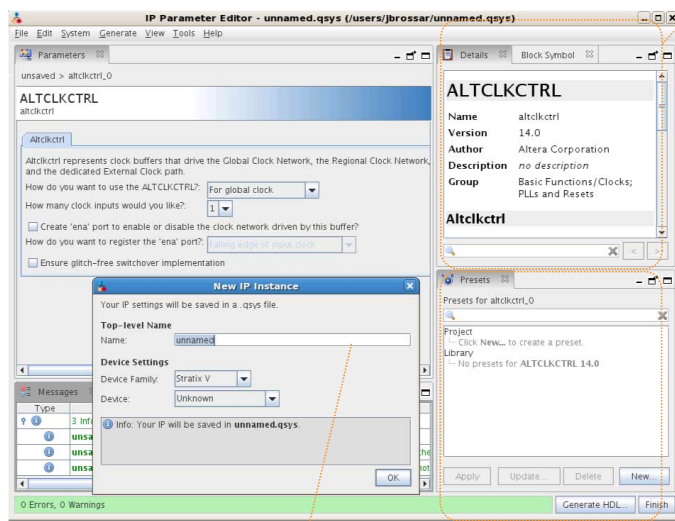 IP Parameter Editor - unnamed.qsys (/users/jbrossar/unnamed.qsys)
File Edit System Generate View Tools Help
Parameters
unsaved > altclkctrl_0
ALTCLKCTRL
altclkctrl
Altclkctrl
Altclkctrl represents clock buffers that drive the Global Clock Network, the Regional Clock Network,
and the dedicated External Clock path.
How do you want to use the ALTCLKCTRL?: For global clock
How many clock inputs would you like?: 1
Create 'ena' port to enable or disable the clock network driven by this buffer?
How do you want to register the 'ena' port?: Falling edge of input clock
Ensure glitch-free switchover implementation
New IP Instance
Your IP settings will be saved in a .qsys file.
Top-level Name
Name: unnamed
Device Settings
Device Family: Stratix V
Device: Unknown
Info: Your IP will be saved in unnamed.qsys.
OK
Messages
Type
3 Info
unsa
unsa
unsa
0 Errors, 0 Warnings
Details Block Symbol
ALTCLKCTRL
Name altclkctrl
Version 14.0
Author Altera Corporation
Description no description
Group Basic Functions/Clocks;
PLLs and Resets
Altclkctrl
Presets
Presets for altclkctrl_0
Project
Click New... to create a preset.
Library
No presets for ALTCLKCTRL 14.0
Apply Update... Delete New...
Generate HDL... Finish